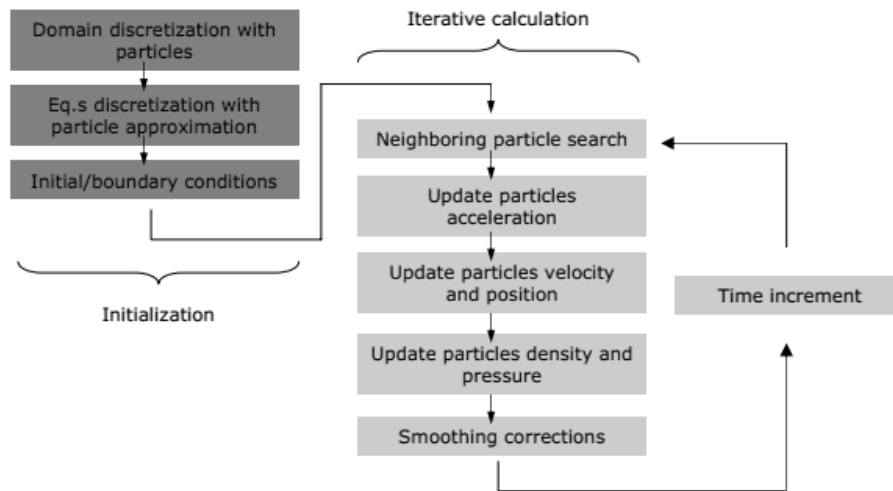 Domain discretization with
particles
Eq.s discretization with
particle approximation
Initial/boundary conditions
Initialization
Iterative calculation
Neighboring particle search
Update particles
acceleration
Update particles velocity
and position
Update particles density and
pressure
Smoothing corrections
Time increment